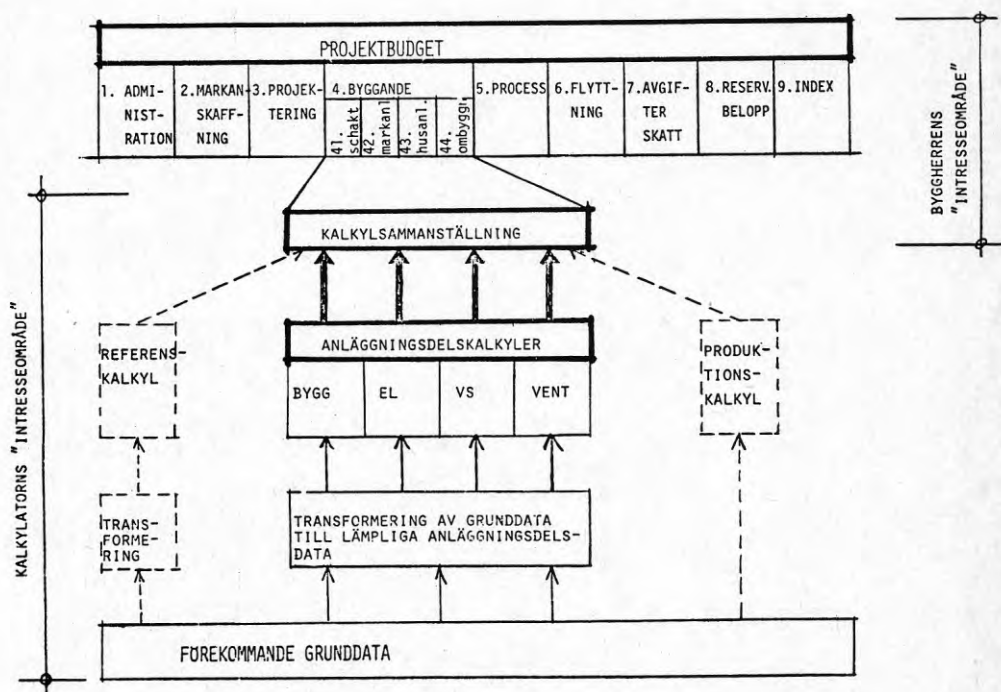 PROJEKTBUDGET
1. ADMI-
NIST-
RATION
2.MARKAN-
SKAFF-
NING
3.PROJEK-
TERING
4.BYGGANDE
41.
schakt
42.
markanl
43.
husanl.
44.
ombyggn.
5.PROCESS
6.FLYTT-
NING
7.AVGIF-
TER
SKATT
8.RESERV.
BELOPP
9.INDEX
BYGGHERRENS
"INTRESSEOMRÅDE"
KALKYLATORNS "INTRESSEOMRÅDE"
KALKYLSAMMANSTÄLLNING
REFERENS-
KALKYL
ANLÄGGNINGSDELSKALKYLER
BYGG
EL
VS
VENT
PRODUK-
TIONS-
KALKYL
TRANS-
FORME-
RING
TRANSFORMERING AV GRUNDDATA
TILL LÄMPLIGA ANLÄGGNINGSDELS-
DATA
FÖREKOMMANDE GRUNDDATA